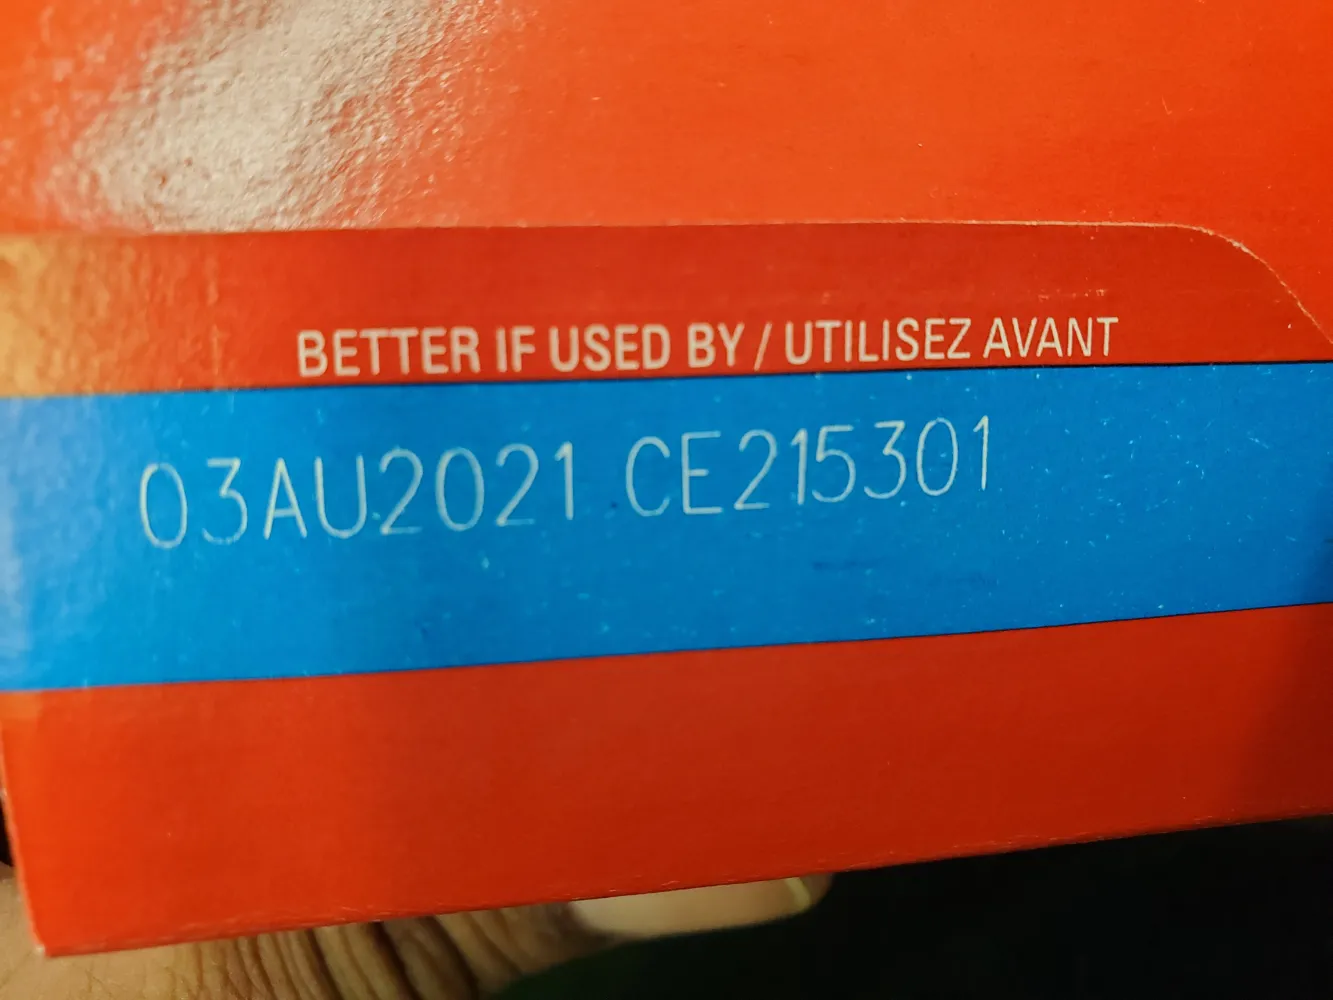 BETTER IF USED BY / UTILISEZ AVANT
03AU2021 CE215301